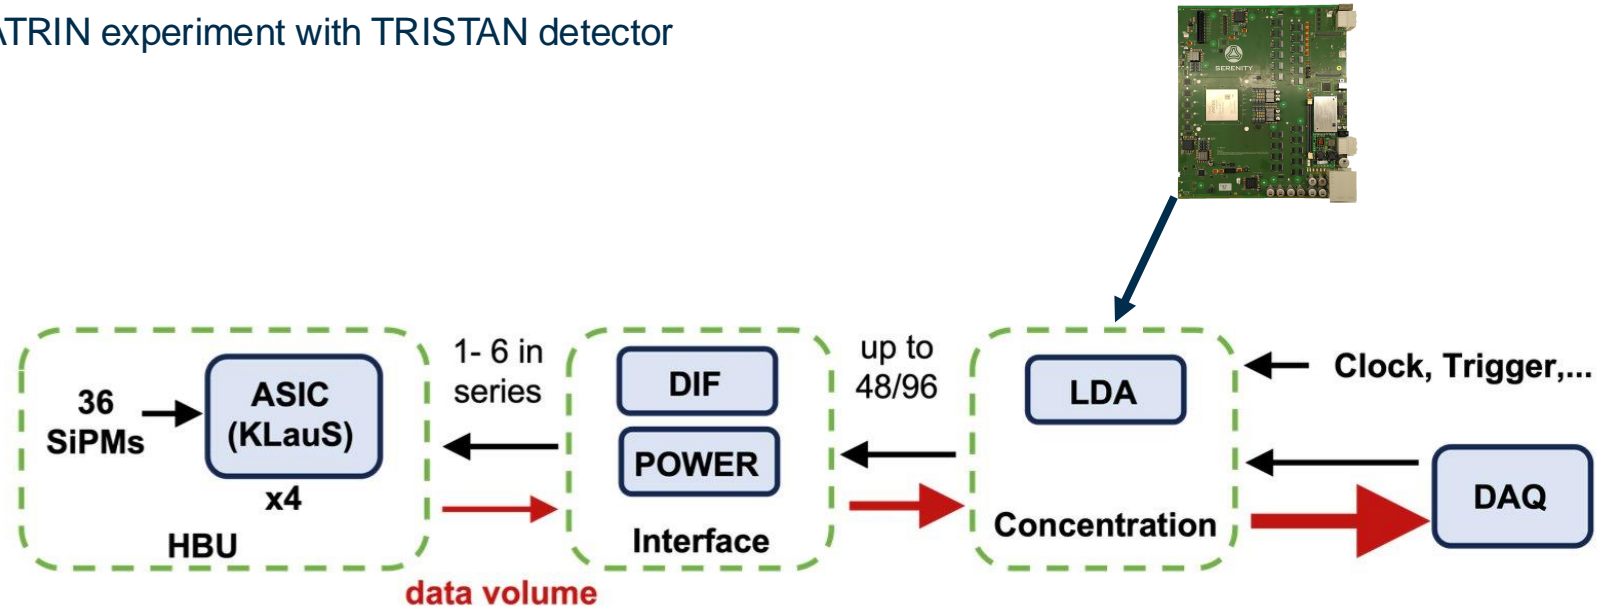 ATRIN experiment with TRISTAN detector
SERENITY
36
SiPMs
ASIC
(KLauS)
x4
HBU
1- 6 in
series
data volume
DIF
POWER
Interface
up to
48/96
LDA
Concentration
Clock, Trigger,...
DAQ